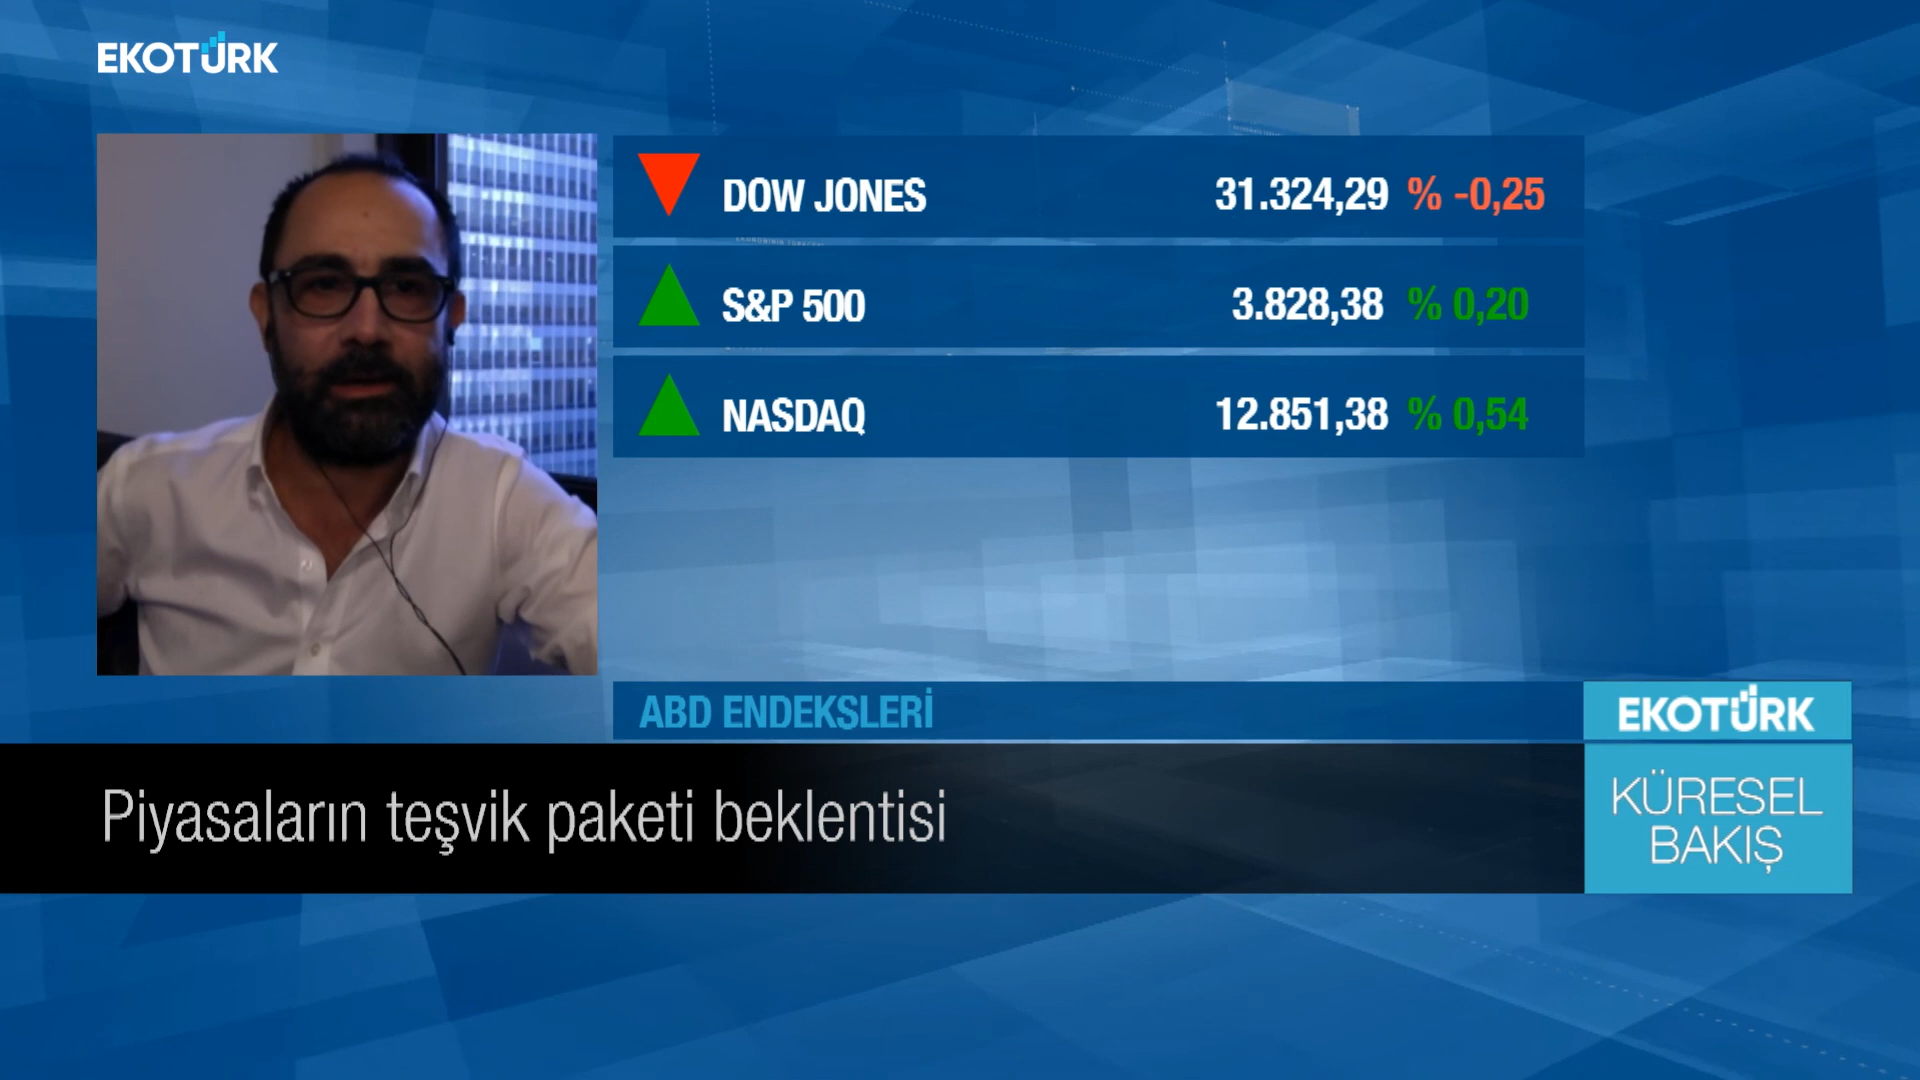 EKOTÜRK
DOW JONES 31.324,29 % -0,25
S&P 500 3.828,38 % 0,20
NASDAQ 12.851,38 % 0,54
ABD ENDEKSLERİ
EKOTÜRK
Piyasaların teşvik paketi beklentisi
KÜRESEL
BAKIŞ